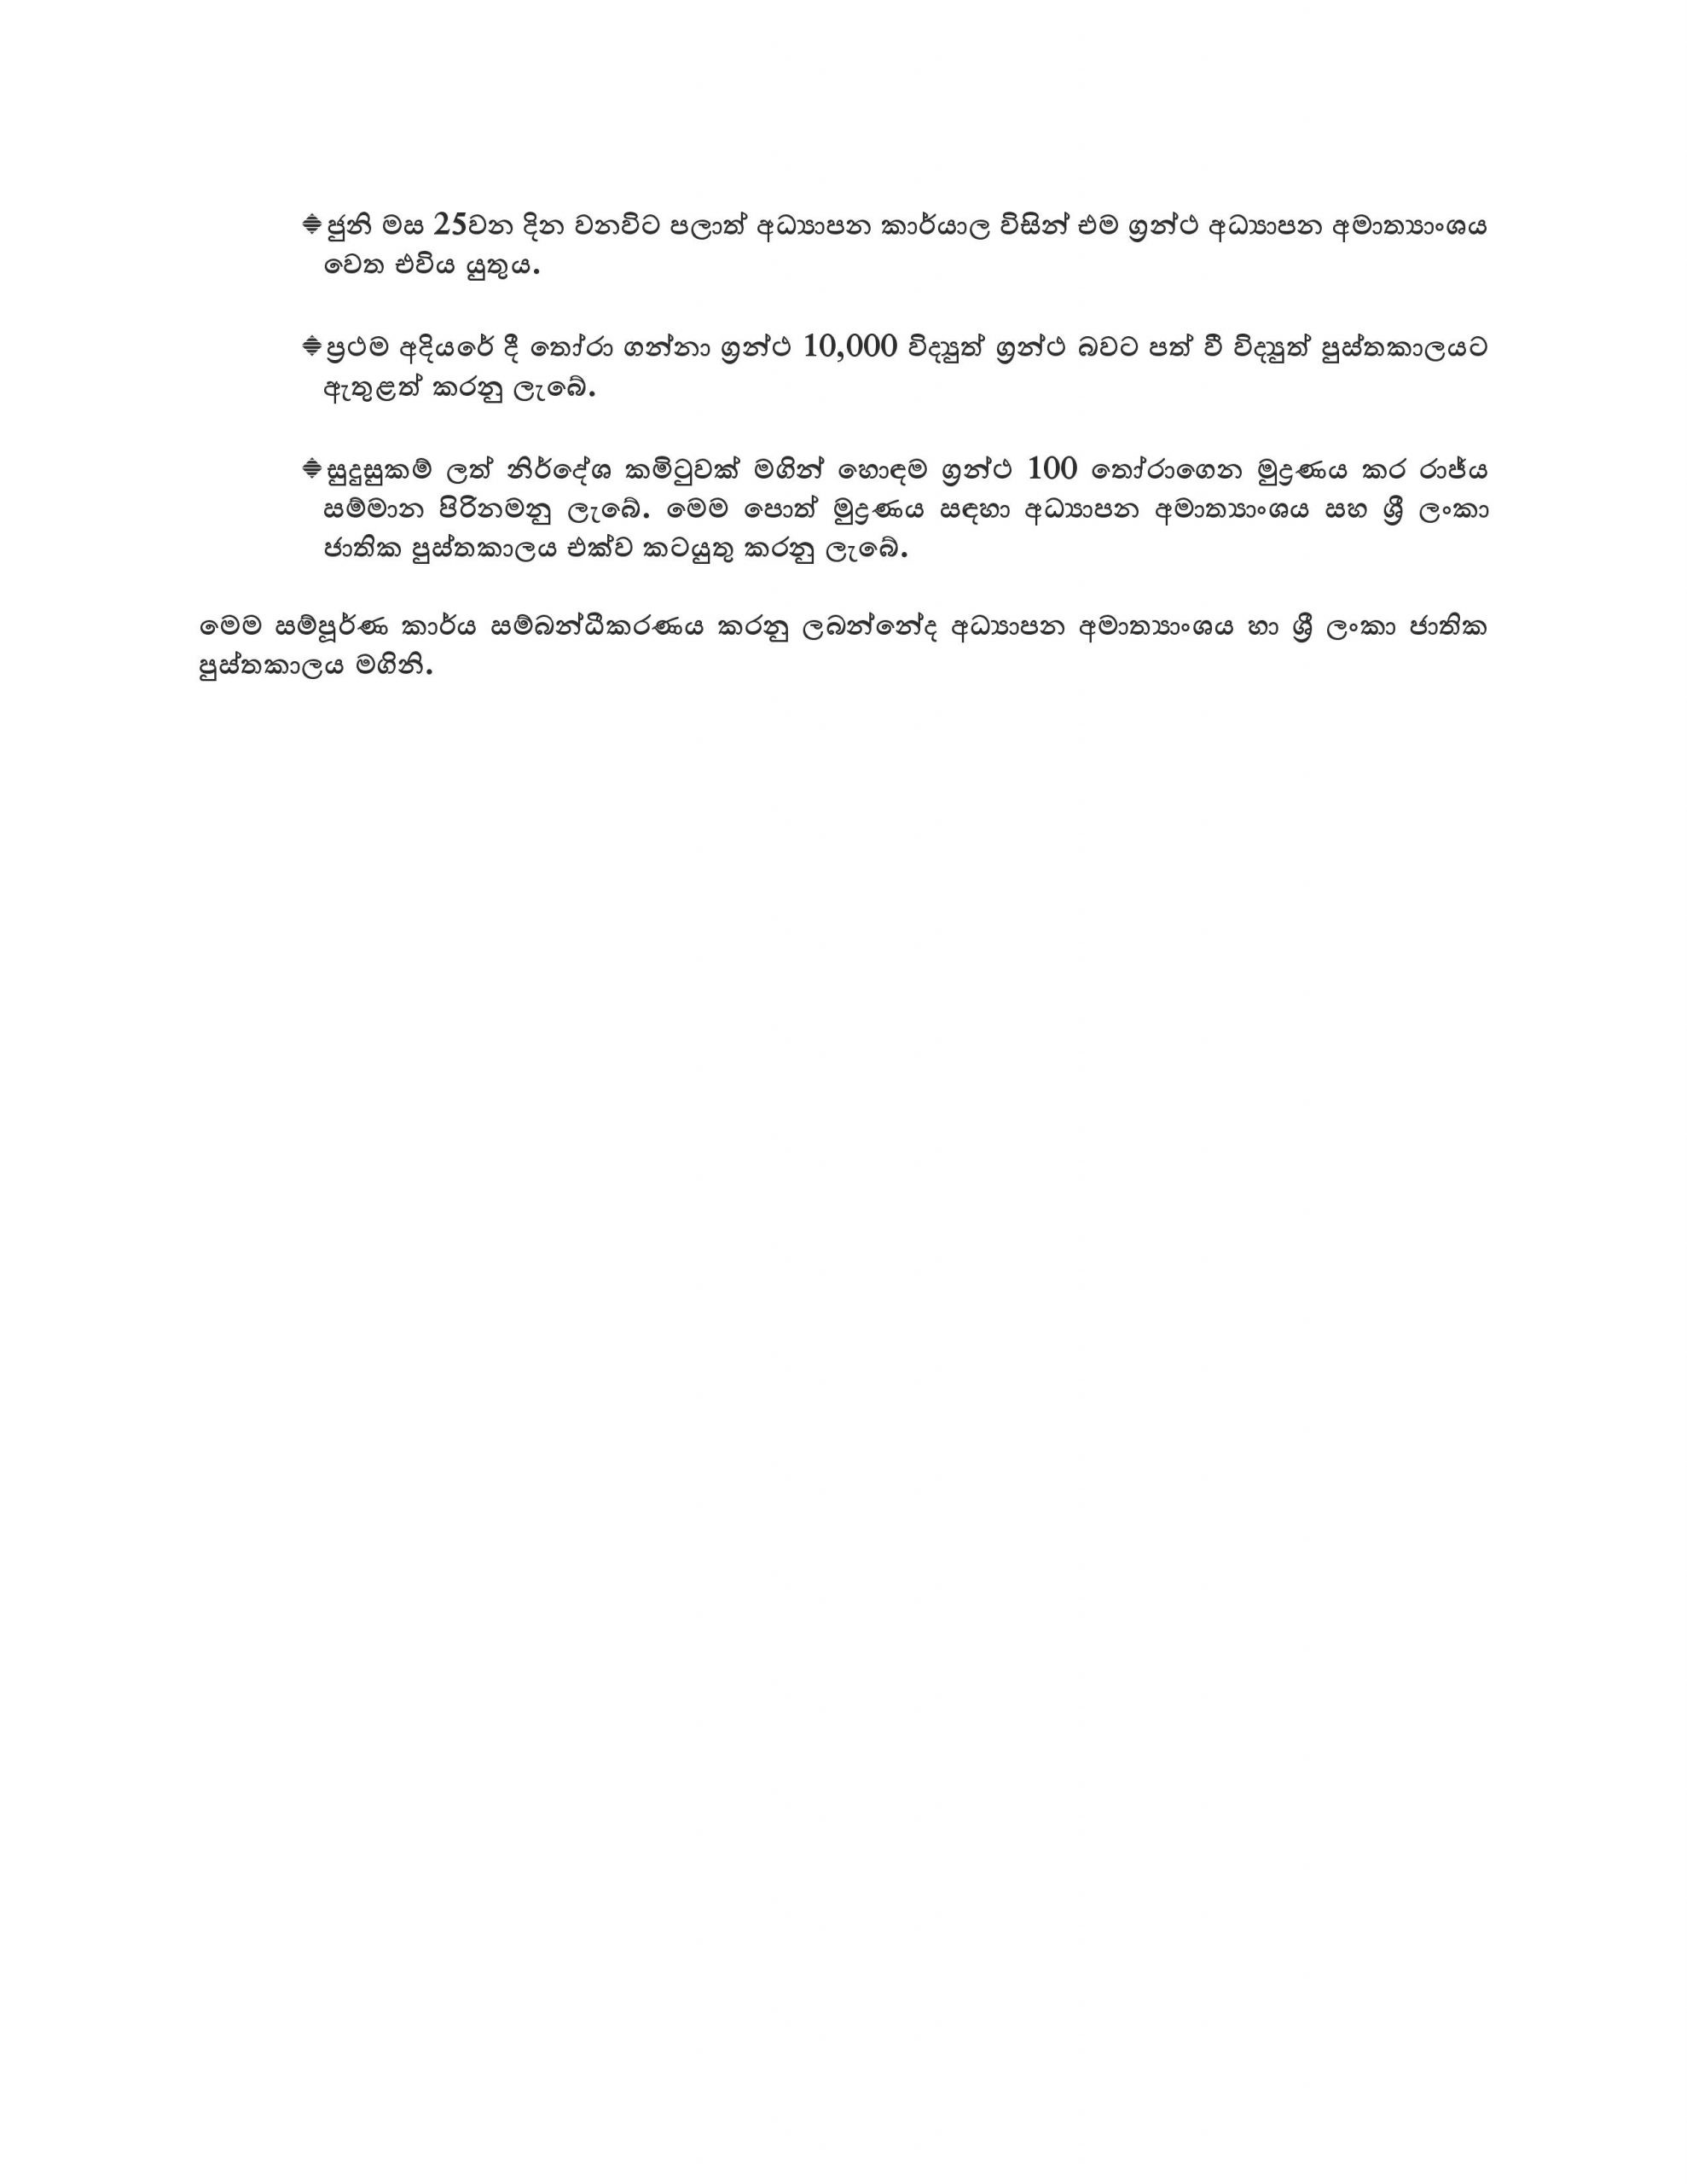 ◆ජුනි මස 25වන දින වනවිට පලාත් අධ්‍යාපන කාර්යාල විසින් එම ග්‍රන්ථ අධ්‍යාපන අමාත්‍යාංශය
වෙත එවිය යුතුය.
◆ප්‍රථම අදියරේ දී තෝරා ගන්නා ග්‍රන්ථ 10,000 විද්‍යුත් ග්‍රන්ථ බවට පත් වී විද්‍යුත් පුස්තකාලයට
ඇතුළත් කරනු ලැබේ.
◆සුදුසුකම් ලත් නිර්දේශ කමිටුවක් මගින් හොඳම ග්‍රන්ථ 100 තෝරාගෙන මුද්‍රණය කර රාජ්‍ය
සම්මාන පිරිනමනු ලැබේ. මෙම පොත් මුද්‍රණය සඳහා අධ්‍යාපන අමාත්‍යාංශය සහ ශ්‍රී ලංකා
ජාතික පුස්තකාලය එක්ව කටයුතු කරනු ලැබේ.
මෙම සම්පූර්ණ කාර්ය සම්බන්ධීකරණය කරනු ලබන්නේද අධ්‍යාපන අමාත්‍යාංශය හා ශ්‍රී ලංකා ජාතික
පුස්තකාලය මගිනි.